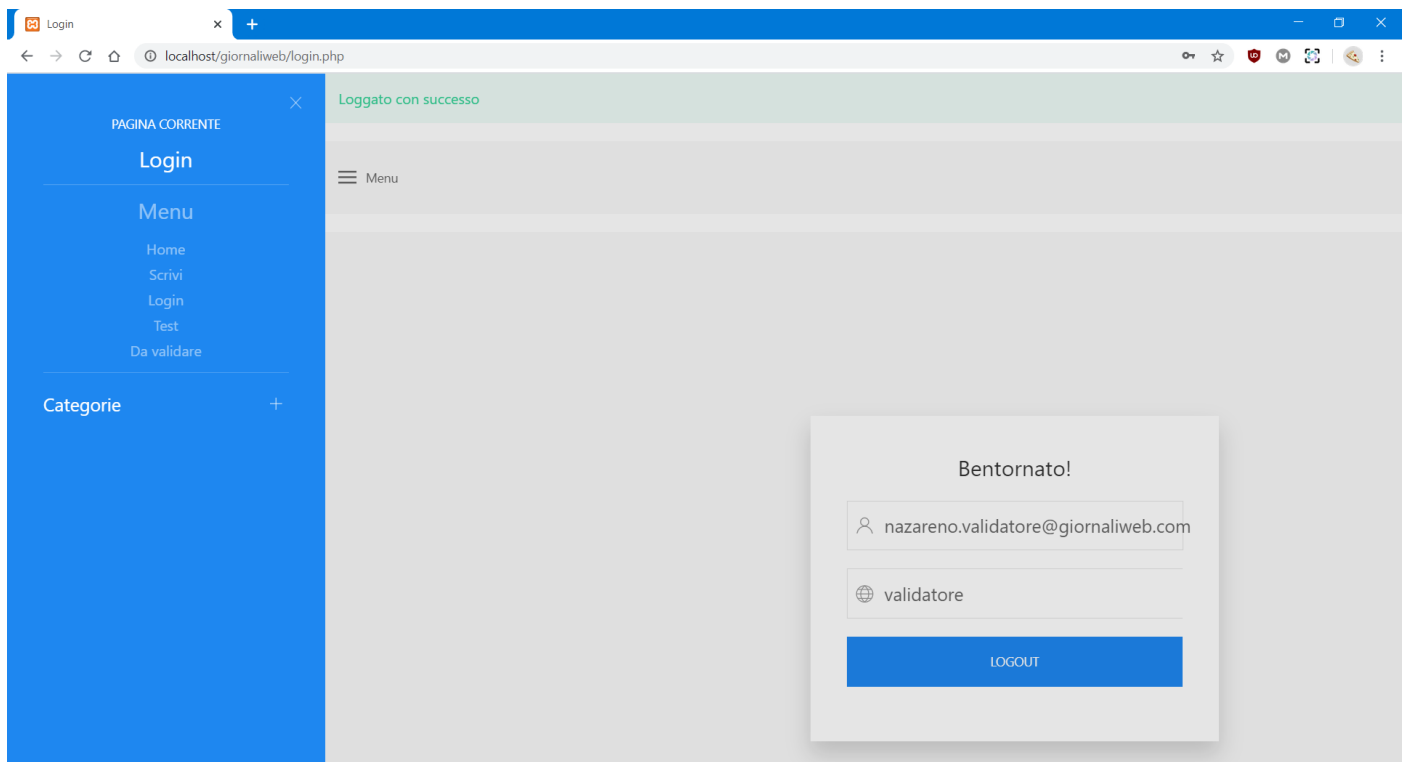 Login
localhost/giornaliweb/login.php
PAGINA CORRENTE
Login
Menu
Home
Scrivi
Login
Test
Da validare
Categorie
Loggato con successo
Menu
Bentornato!
nazareno.validatore@giornaliweb.com
validatore
LOGOUT